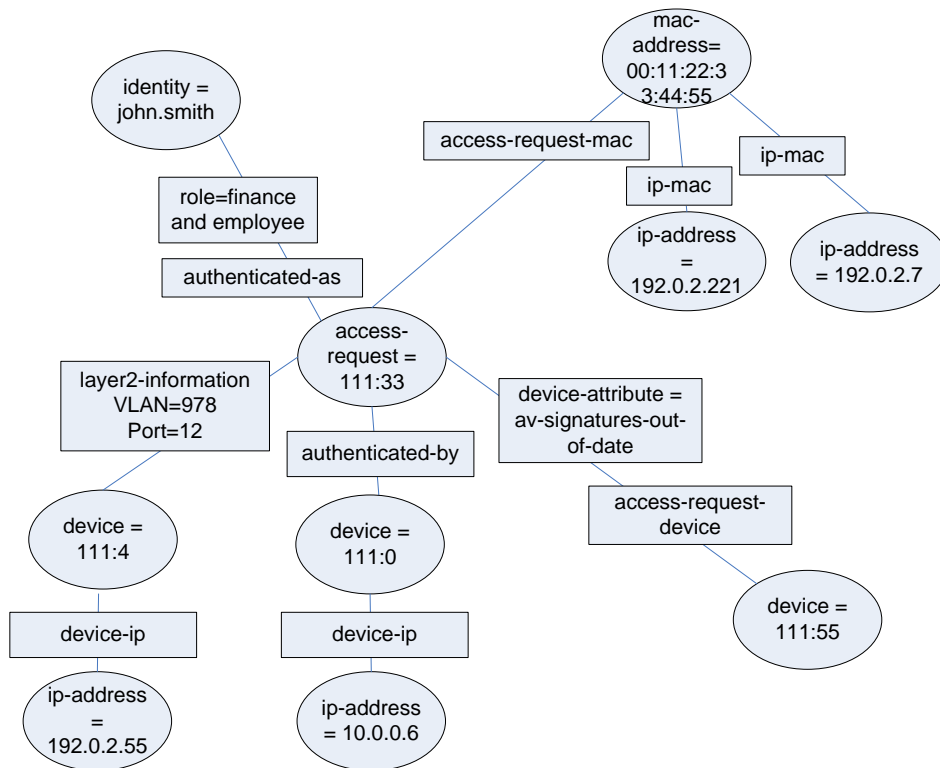 mac-
address=
00:11:22:3
3:44:55
identity =
john.smith
access-request-mac
ip-mac
ip-mac
role=finance
and employee
ip-address
=
192.0.2.221
ip-address
= 192.0.2.7
authenticated-as
access-
request =
111:33
layer2-information
VLAN=978
Port=12
device-attribute =
av-signatures-out-
of-date
authenticated-by
access-request-
device
device =
111:4
device =
111:0
device =
111:55
device-ip
device-ip
ip-address
=
192.0.2.55
ip-address
= 10.0.0.6